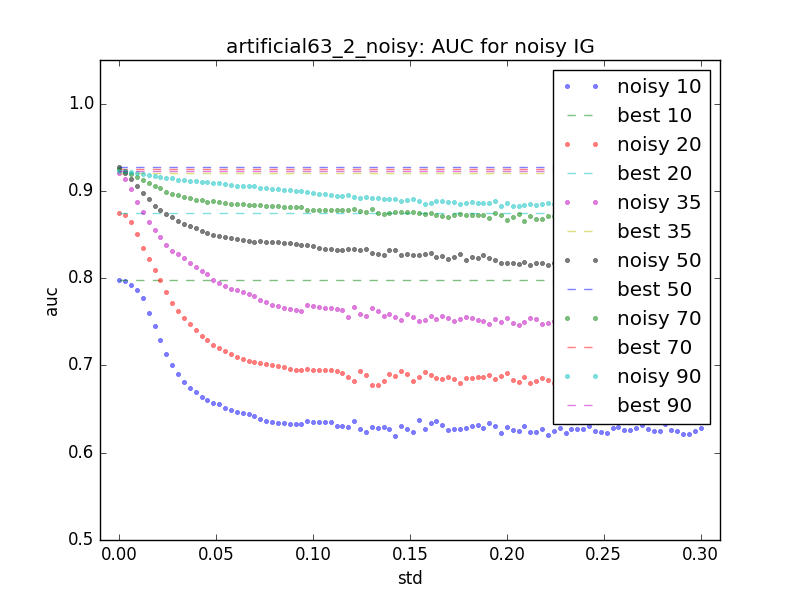 artificial63_2_noisy: AUC for noisy IG
noisy 10
best 10
noisy 20
best 20
noisy 35
best 35
noisy 50
best 50
noisy 70
best 70
noisy 90
best 90
1.0
0.9
0.8
0.7
0.6
0.5
auc
0.00 0.05 0.10 0.15 0.20 0.25 0.30
std